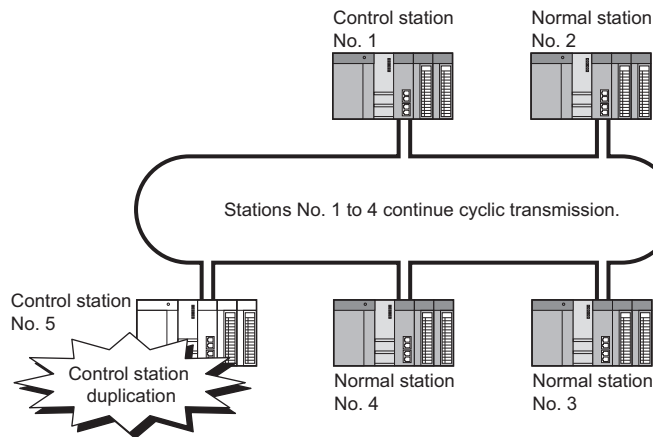 Control station
No. 1
Normal station
No. 2
Stations No. 1 to 4 continue cyclic transmission.
Control station
No. 5
Control station
duplication
Normal station
No. 4
Normal station
No. 3